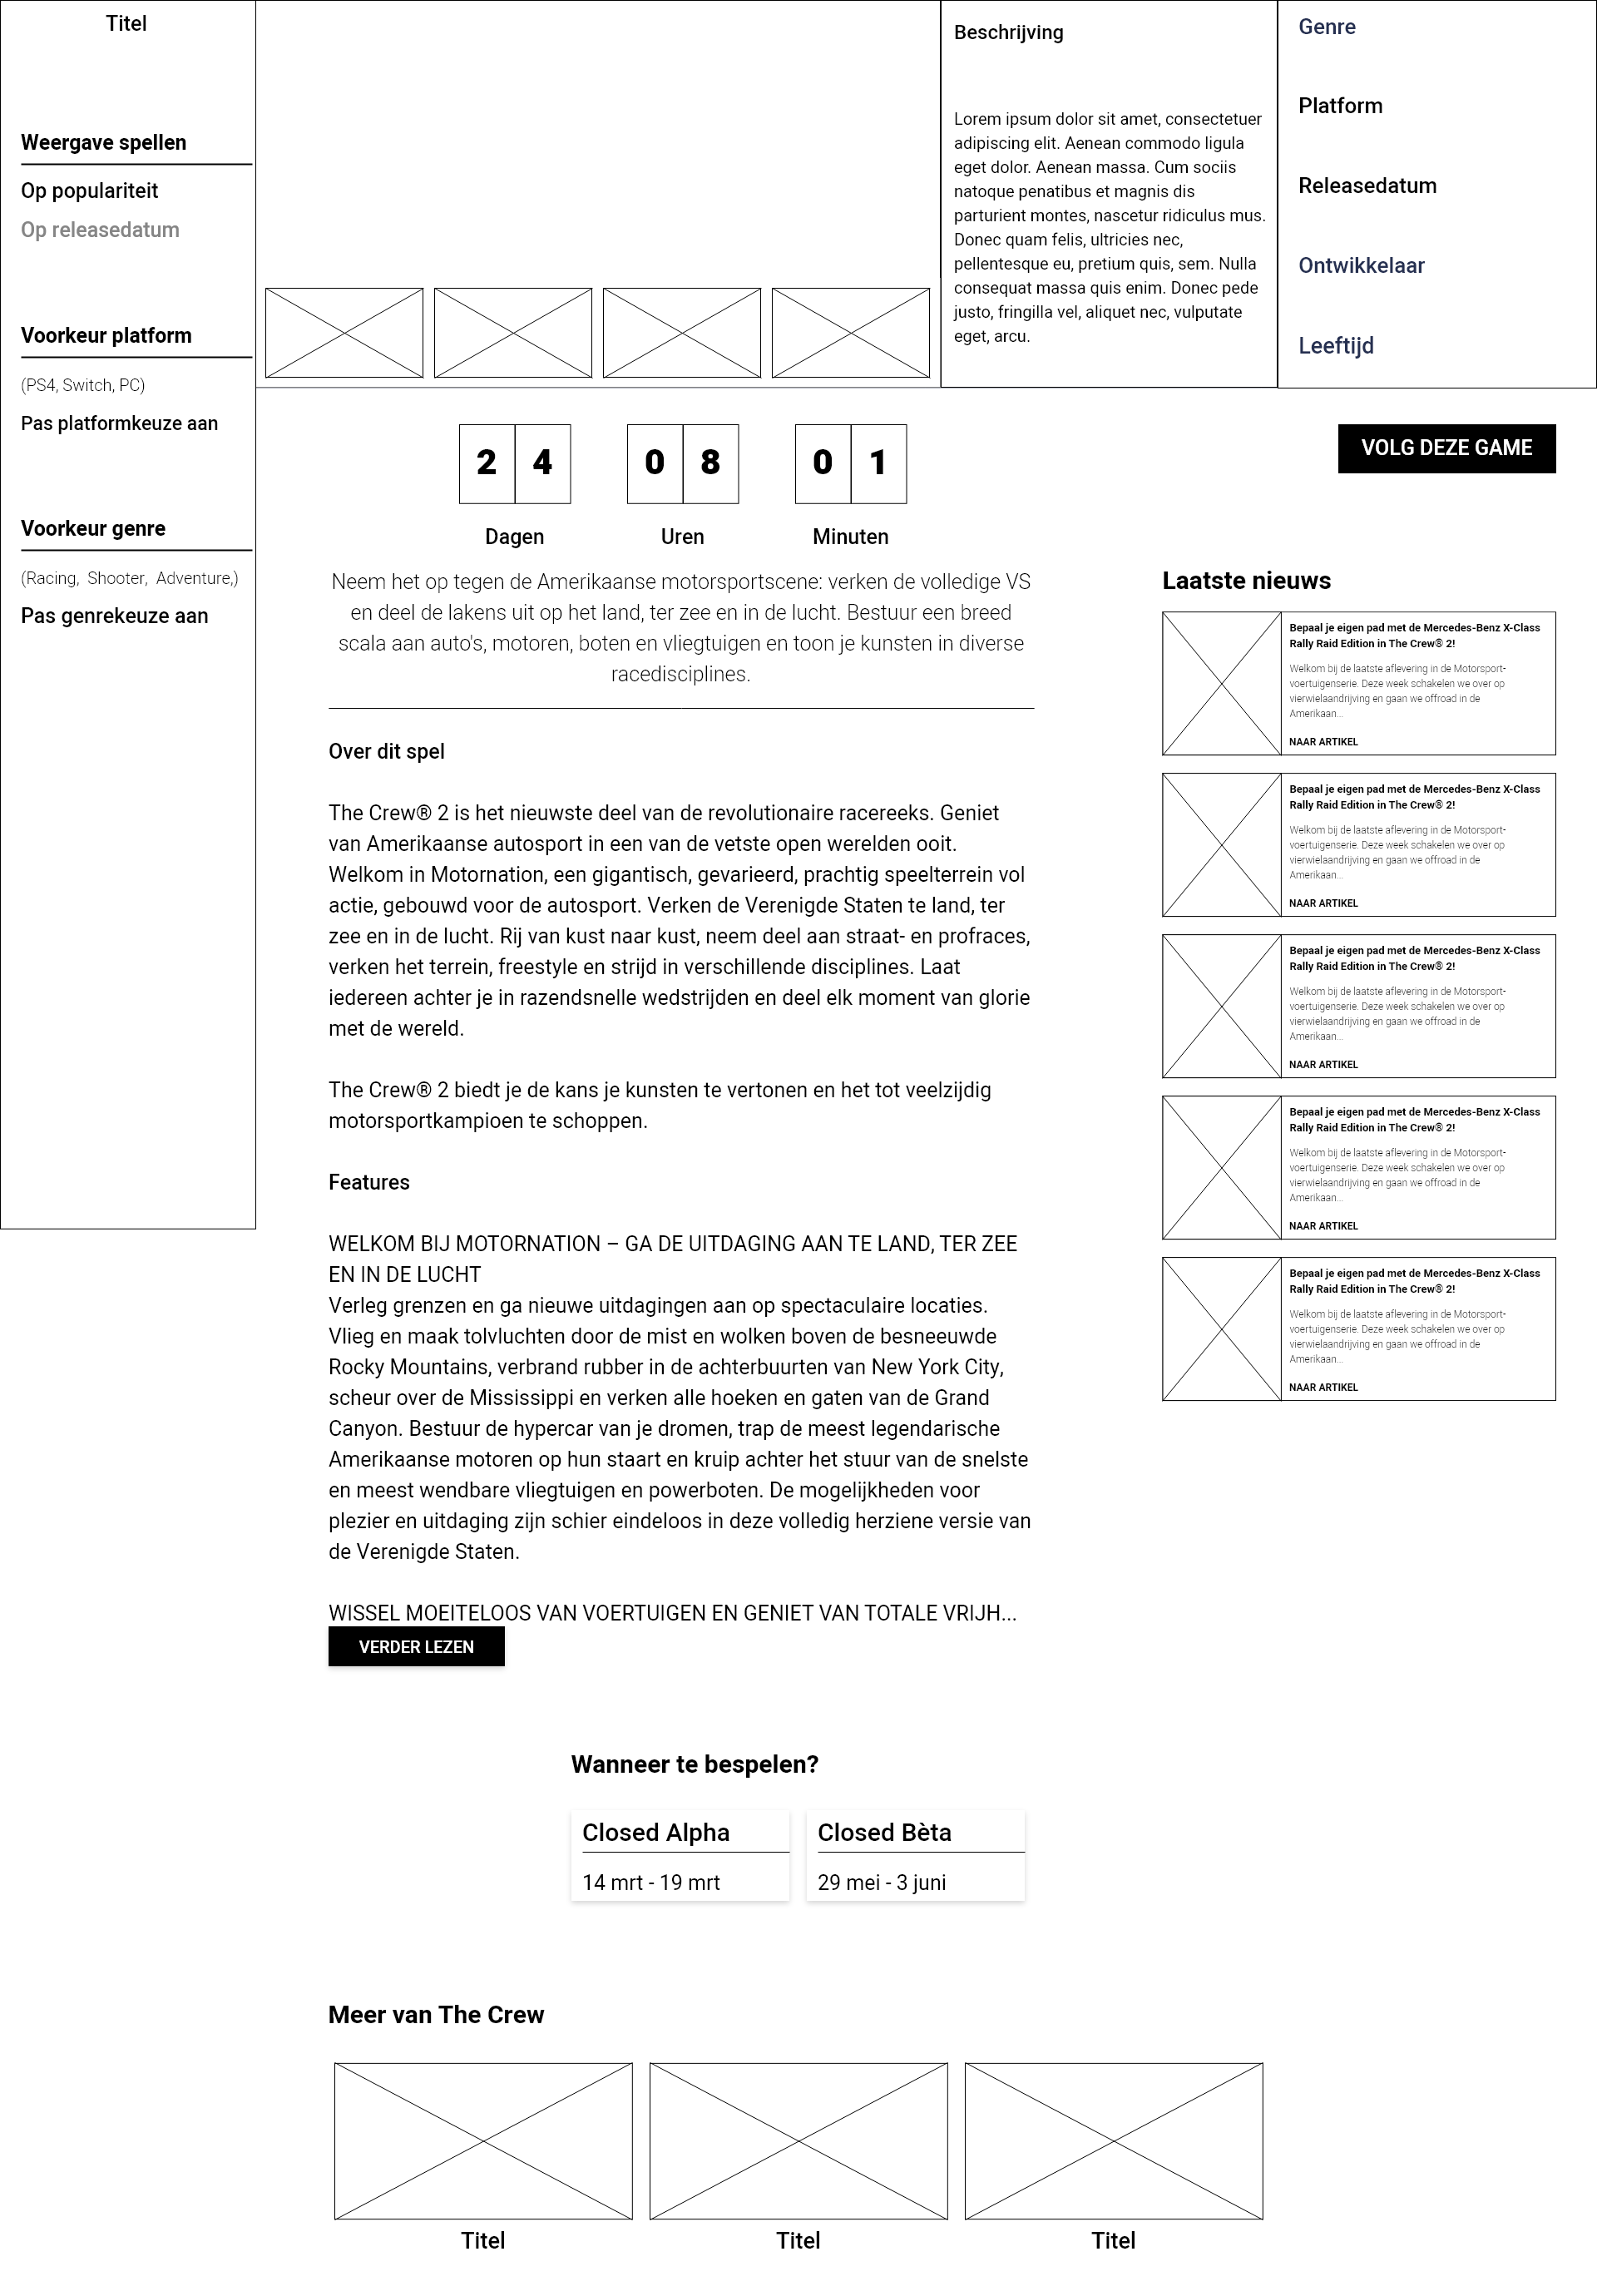 Titel
Weergave spellen
Op populariteit
Op releasedatum
Voorkeur platform
(PS4, Switch, PC)
Pas platformkeuze aan
Voorkeur genre
(Racing, Shooter, Adventure,)
Pas genrekeuze aan
Beschrijving
Lorem ipsum dolor sit amet, consectetuer
adipiscing elit. Aenean commodo ligula
eget dolor. Aenean massa. Cum sociis
natoque penatibus et magnis dis
parturient montes, nascetur ridiculus mus.
Donec quam felis, ultricies nec,
pellentesque eu, pretium quis, sem. Nulla
consequat massa quis enim. Donec pede
justo, fringilla vel, aliquet nec, vulputate
eget, arcu.
Genre
Platform
Releasedatum
Ontwikkelaar
Leeftijd
2 4 0 8 0 1
Dagen Uren Minuten
VOLG DEZE GAME
Neem het op tegen de Amerikaanse motorsportscene: verken de volledige VS
en deel de lakens uit op het land, ter zee en in de lucht. Bestuur een breed
scala aan auto's, motoren, boten en vliegtuigen en toon je kunsten in diverse
racedisciplines.
Over dit spel
The Crew® 2 is het nieuwste deel van de revolutionaire racereeks. Geniet
van Amerikaanse autosport in een van de vetste open werelden ooit.
Welkom in Motornation, een gigantisch, gevarieerd, prachtig speelterrein vol
actie, gebouwd voor de autosport. Verken de Verenigde Staten te land, ter
zee en in de lucht. Rij van kust naar kust, neem deel aan straat- en profraces,
verken het terrein, freestyle en strijd in verschillende disciplines. Laat
iedereen achter je in razendsnelle wedstrijden en deel elk moment van glorie
met de wereld.
The Crew® 2 biedt je de kans je kunsten te vertonen en het tot veelzijdig
motorsportkampioen te schoppen.
Features
WELKOM BIJ MOTORNATION – GA DE UITDAGING AAN TE LAND, TER ZEE
EN IN DE LUCHT
Verleg grenzen en ga nieuwe uitdagingen aan op spectaculaire locaties.
Vlieg en maak tolvluchten door de mist en wolken boven de besneeuwde
Rocky Mountains, verbrand rubber in de achterbuurten van New York City,
scheur over de Mississippi en verken alle hoeken en gaten van de Grand
Canyon. Bestuur de hypercar van je dromen, trap de meest legendarische
Amerikaanse motoren op hun staart en kruip achter het stuur van de snelste
en meest wendbare vliegtuigen en powerboten. De mogelijkheden voor
plezier en uitdaging zijn schier eindeloos in deze volledig herziene versie van
de Verenigde Staten.
WISSEL MOEITELOOS VAN VOERTUIGEN EN GENIET VAN TOTALE VRIJH...
VERDER LEZEN
Laatste nieuws
Bepaal je eigen pad met de Mercedes-Benz X-Class
Rally Raid Edition in The Crew® 2!
Welkom bij de laatste aflevering in de Motorsport-
voertuigenserie. Deze week schakelen we over op
vierwielaandrijving en gaan we offroad in de
Amerikaan...
NAAR ARTIKEL
Bepaal je eigen pad met de Mercedes-Benz X-Class
Rally Raid Edition in The Crew® 2!
Welkom bij de laatste aflevering in de Motorsport-
voertuigenserie. Deze week schakelen we over op
vierwielaandrijving en gaan we offroad in de
Amerikaan...
NAAR ARTIKEL
Bepaal je eigen pad met de Mercedes-Benz X-Class
Rally Raid Edition in The Crew® 2!
Welkom bij de laatste aflevering in de Motorsport-
voertuigenserie. Deze week schakelen we over op
vierwielaandrijving en gaan we offroad in de
Amerikaan...
NAAR ARTIKEL
Bepaal je eigen pad met de Mercedes-Benz X-Class
Rally Raid Edition in The Crew® 2!
Welkom bij de laatste aflevering in de Motorsport-
voertuigenserie. Deze week schakelen we over op
vierwielaandrijving en gaan we offroad in de
Amerikaan...
NAAR ARTIKEL
Bepaal je eigen pad met de Mercedes-Benz X-Class
Rally Raid Edition in The Crew® 2!
Welkom bij de laatste aflevering in de Motorsport-
voertuigenserie. Deze week schakelen we over op
vierwielaandrijving en gaan we offroad in de
Amerikaan...
NAAR ARTIKEL
Wanneer te bespelen?
Closed Alpha
14 mrt - 19 mrt
Closed Bèta
29 mei - 3 juni
Meer van The Crew
Titel Titel Titel